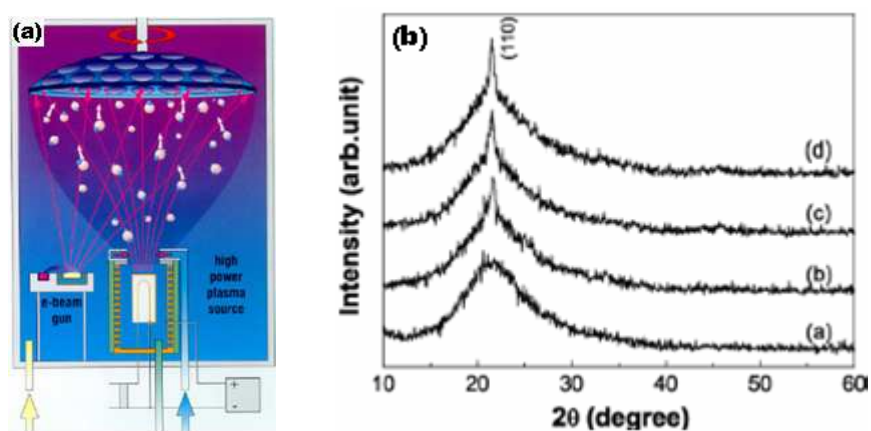 (a)
e-beam
gun
high
power
plasma
source
+
-
(b)
(110)
(d)
(c)
(b)
(a)
Intensity (arb.unit)
10 20 30 40 50 60
2θ (degree)